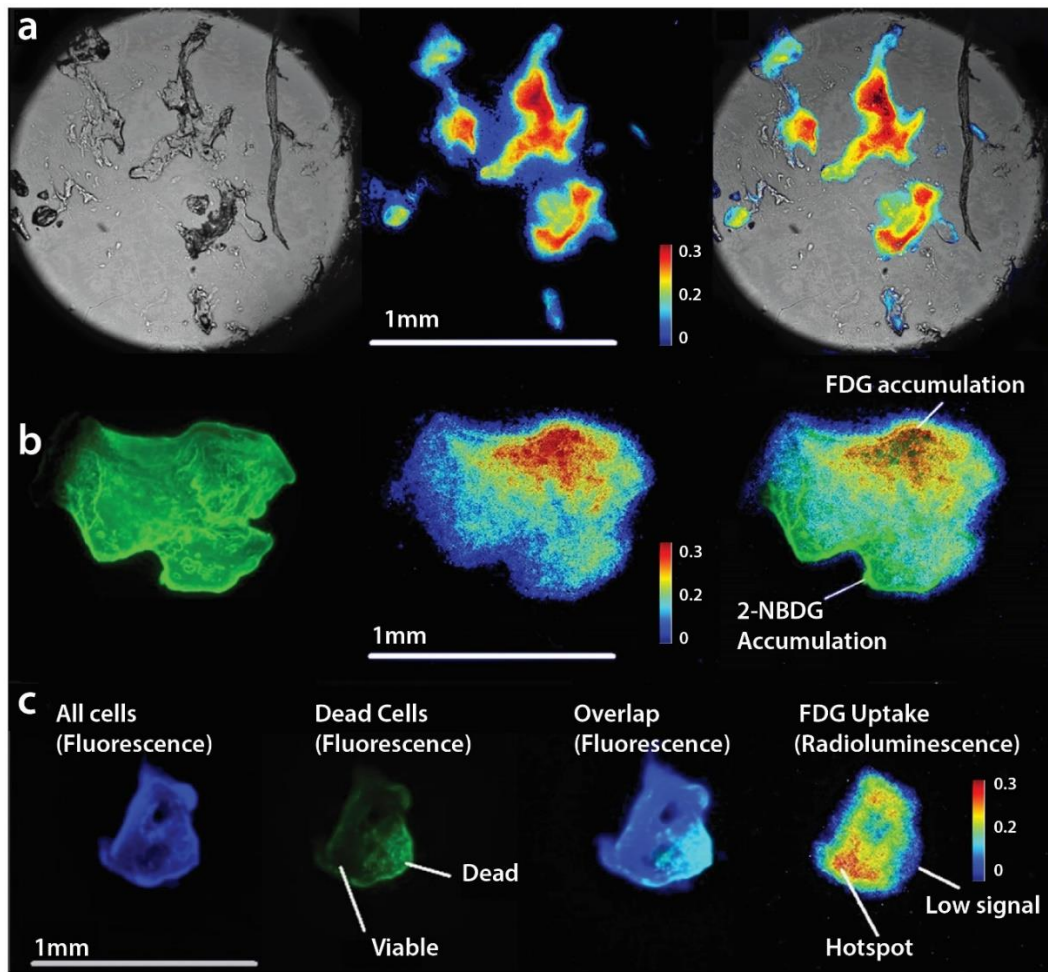 a
0.3
0.2
0
1mm
b
FDG accumulation
0.3
0.2
0
1mm
2-NBDG
Accumulation
c
All cells
(Fluorescence)
Dead Cells
(Fluorescence)
Overlap
(Fluorescence)
FDG Uptake
(Radioluminescence)
0.3
0.2
0
Dead
Viable
Low signal
Hotspot
1mm